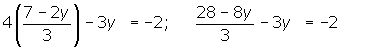 4(7 − 2y / 3) − 3y = −2; 28 − 8y / 3 − 3y = −2